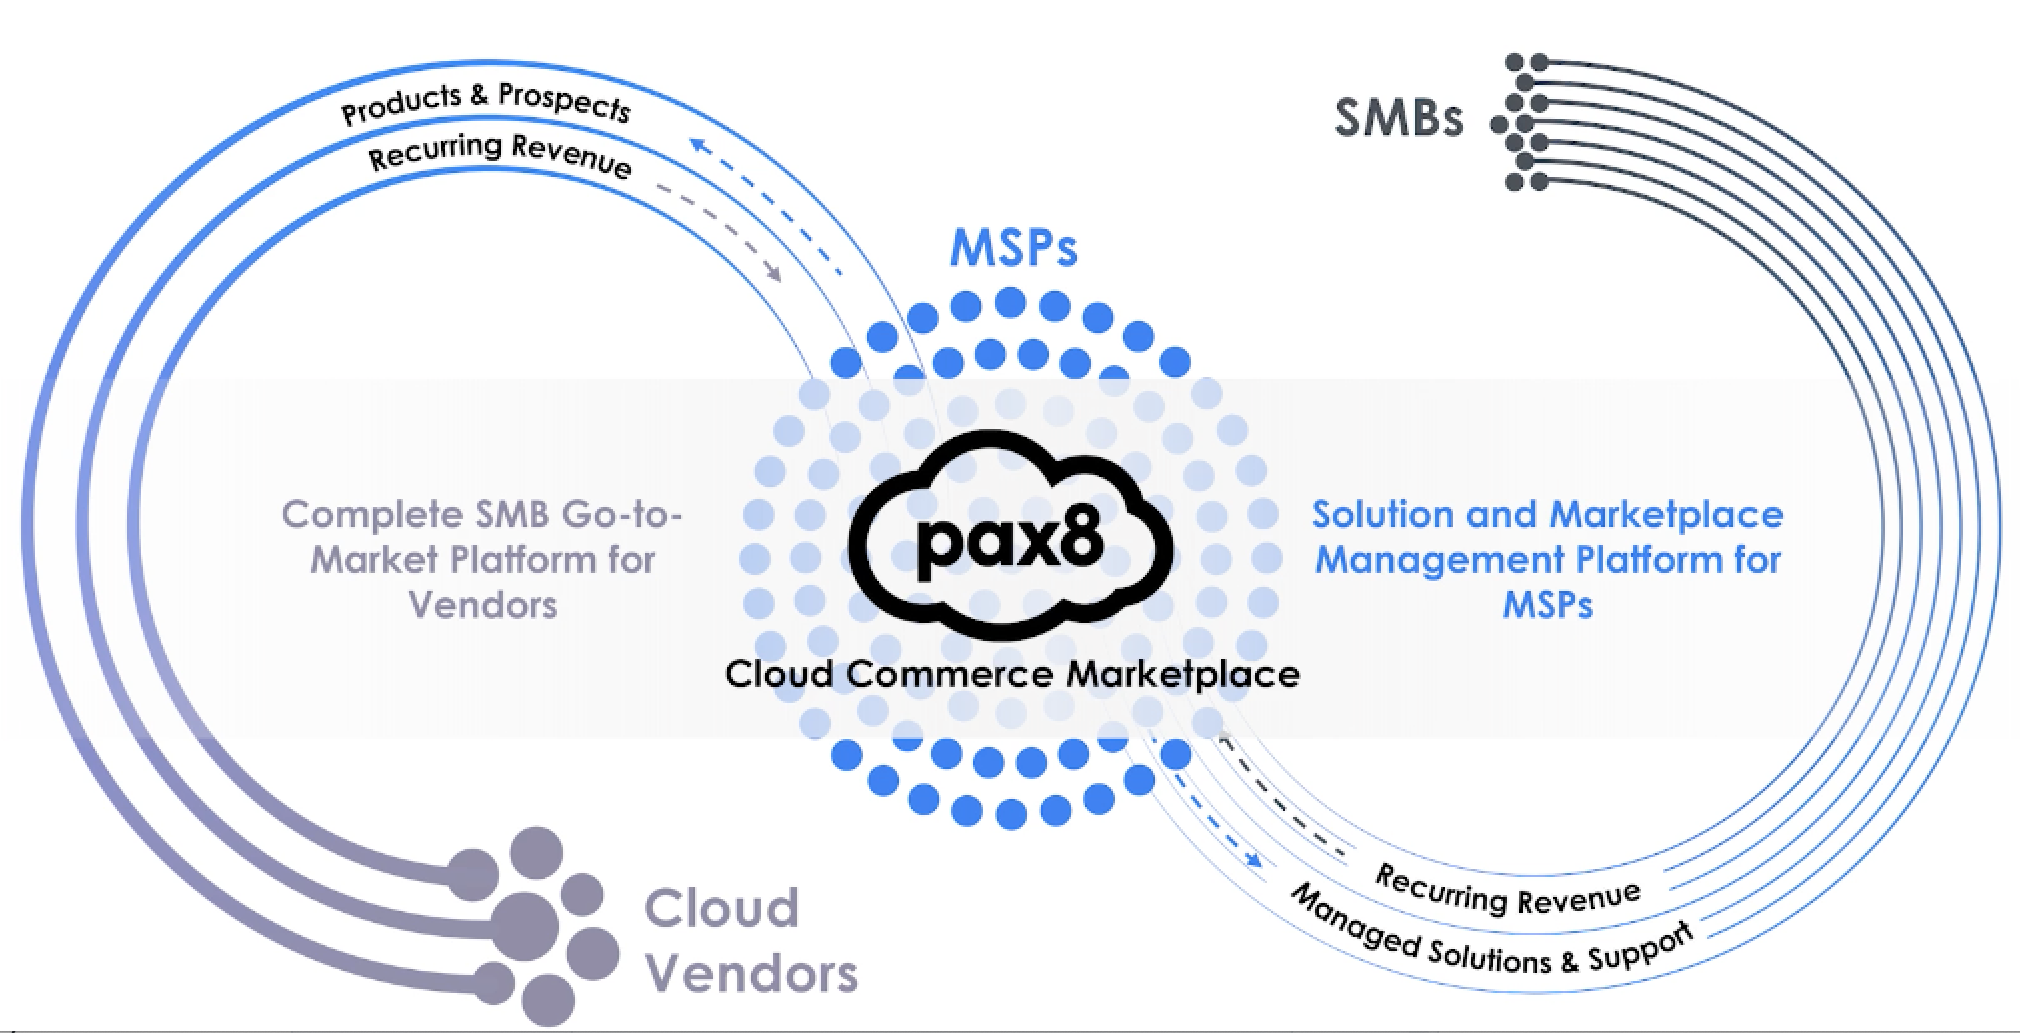 Products & Prospects
Recurring Revenue
SMBs
MSPs
Complete SMB Go-to-
Market Platform for
Vendors
pax8
Cloud Commerce Marketplace
Solution and Marketplace
Management Platform for
MSPs
Recurring Revenue
Managed Solutions & Support
Cloud
Vendors